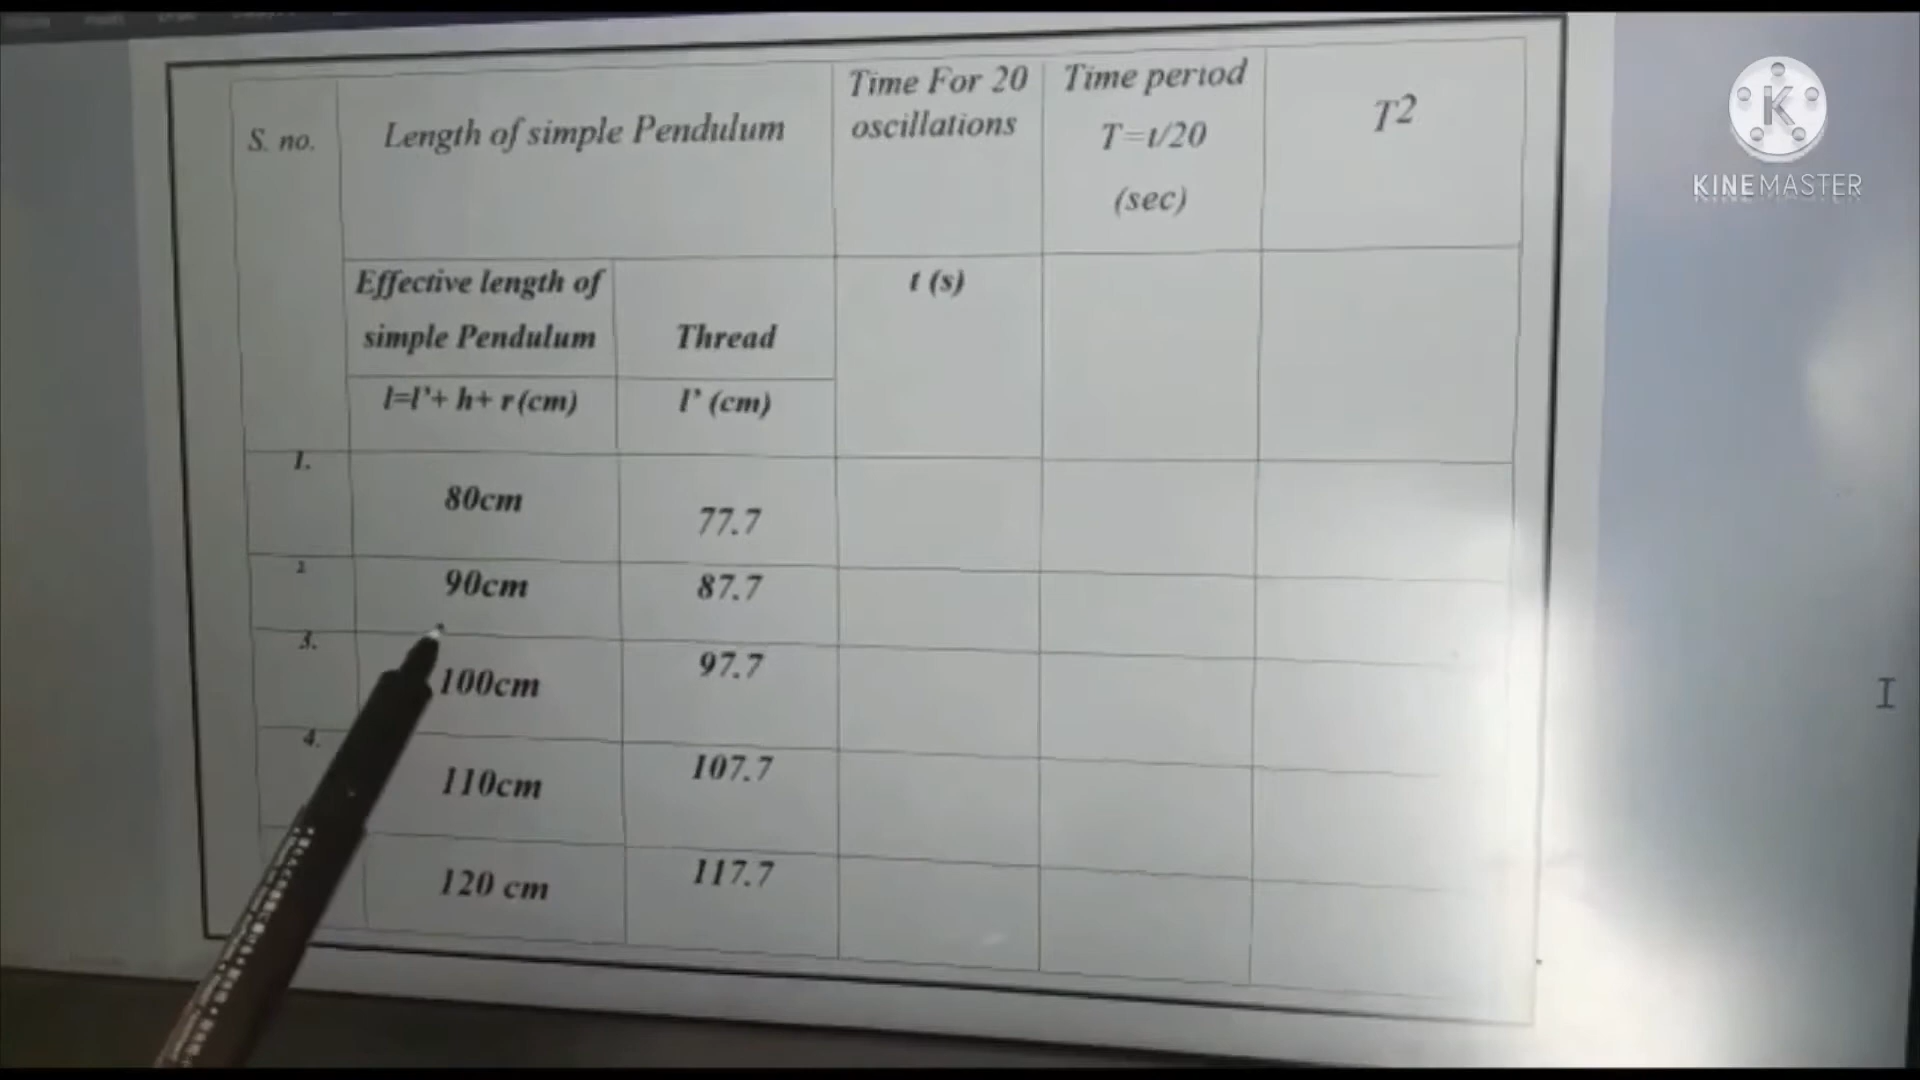 S. no.
Length of simple Pendulum
Time For 20
oscillations
Time period
T=t/20
(sec)
T2
Effective length of
simple Pendulum
Thread
t (s)
l=l’+ h+ r(cm)
l’ (cm)
1.
80cm
77.7
2
90cm
87.7
3.
100cm
97.7
4.
110cm
107.7
120 cm
117.7
K
KINEMASTER